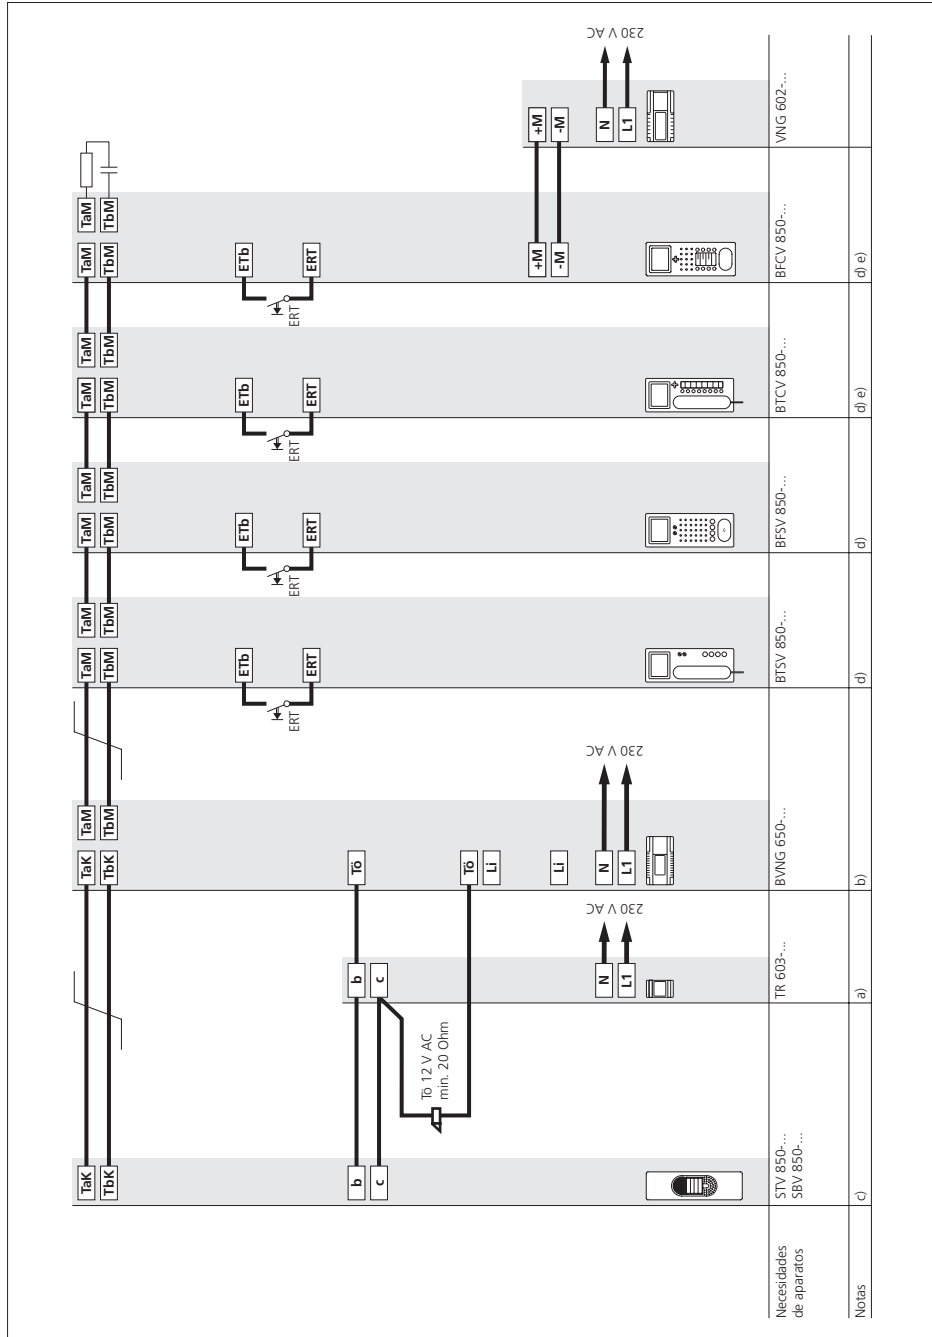 TaK TaK TaM TaM TaM TaM TaM TaM TaM TaM TaM
TbK TbK TbM TbM TbM TbM TbM TbM TbM TbM TbM
ETb ETb ETb ETb
ERT ERT ERT ERT
ERT ERT ERT ERT
b b Tö
c c
Tö 12 V AC
min. 20 Ohm
Tö
Li
+M +M
Li -M -M
N N N
L1 L1 L1
230 V AC 230 V AC 230 V AC
Necesidades
de aparatos
STV 850-...
SBV 850-...
TR 603-...
BVNG 650-...
BTSV 850-...
BFSV 850-...
BTCV 850-...
BFCV 850-...
VNG 602-...
Notas
c)
a)
b)
d)
d)
d) e)
d) e)